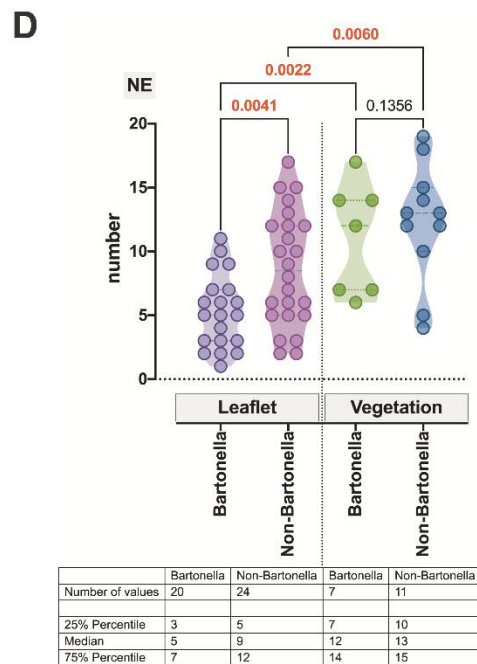 D
0.0060
NE
0.0022
0.0041
0.1356
20
15
10
5
0
number
Leaflet
Vegetation
Bartonella
Non-Bartonella
Bartonella
Non-Bartonella
Bartonella Non-Bartonella Bartonella Non-Bartonella
Number of values 20 24 7 11
25% Percentile 3 5 7 10
Median 5 9 12 13
75% Percentile 7 12 14 15